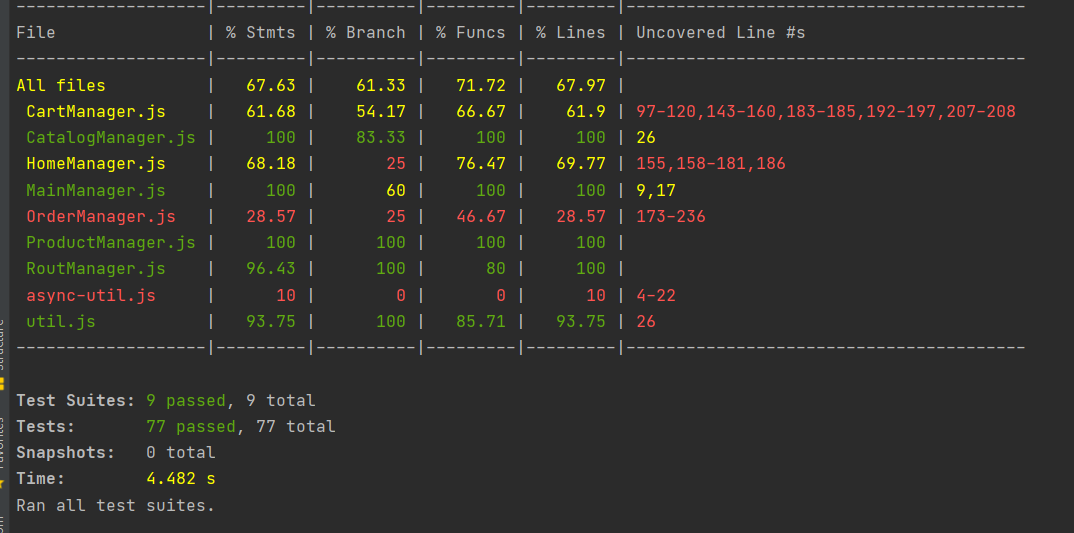 -------------------|---------|----------|---------|---------|----------------------------------------
File               | % Stmts | % Branch | % Funcs | % Lines | Uncovered Line #s
-------------------|---------|----------|---------|---------|----------------------------------------
All files          |   67.63 |    61.33 |   71.72 |   67.97 |
 CartManager.js    |   61.68 |    54.17 |   66.67 |    61.9 | 97-120,143-160,183-185,192-197,207-208
 CatalogManager.js |     100 |    83.33 |     100 |     100 | 26
 HomeManager.js    |   68.18 |       25 |   76.47 |   69.77 | 155,158-181,186
 MainManager.js    |     100 |       60 |     100 |     100 | 9,17
 OrderManager.js   |   28.57 |       25 |   46.67 |   28.57 | 173-236
 ProductManager.js |     100 |      100 |     100 |     100 |
 RoutManager.js    |   96.43 |      100 |      80 |     100 |
 async-util.js     |      10 |        0 |       0 |      10 | 4-22
 util.js           |   93.75 |      100 |   85.71 |   93.75 | 26
-------------------|---------|----------|---------|---------|----------------------------------------
Test Suites: 9 passed, 9 total
Tests:       77 passed, 77 total
Snapshots:   0 total
Time:        4.482 s
Ran all test suites.
Favorites